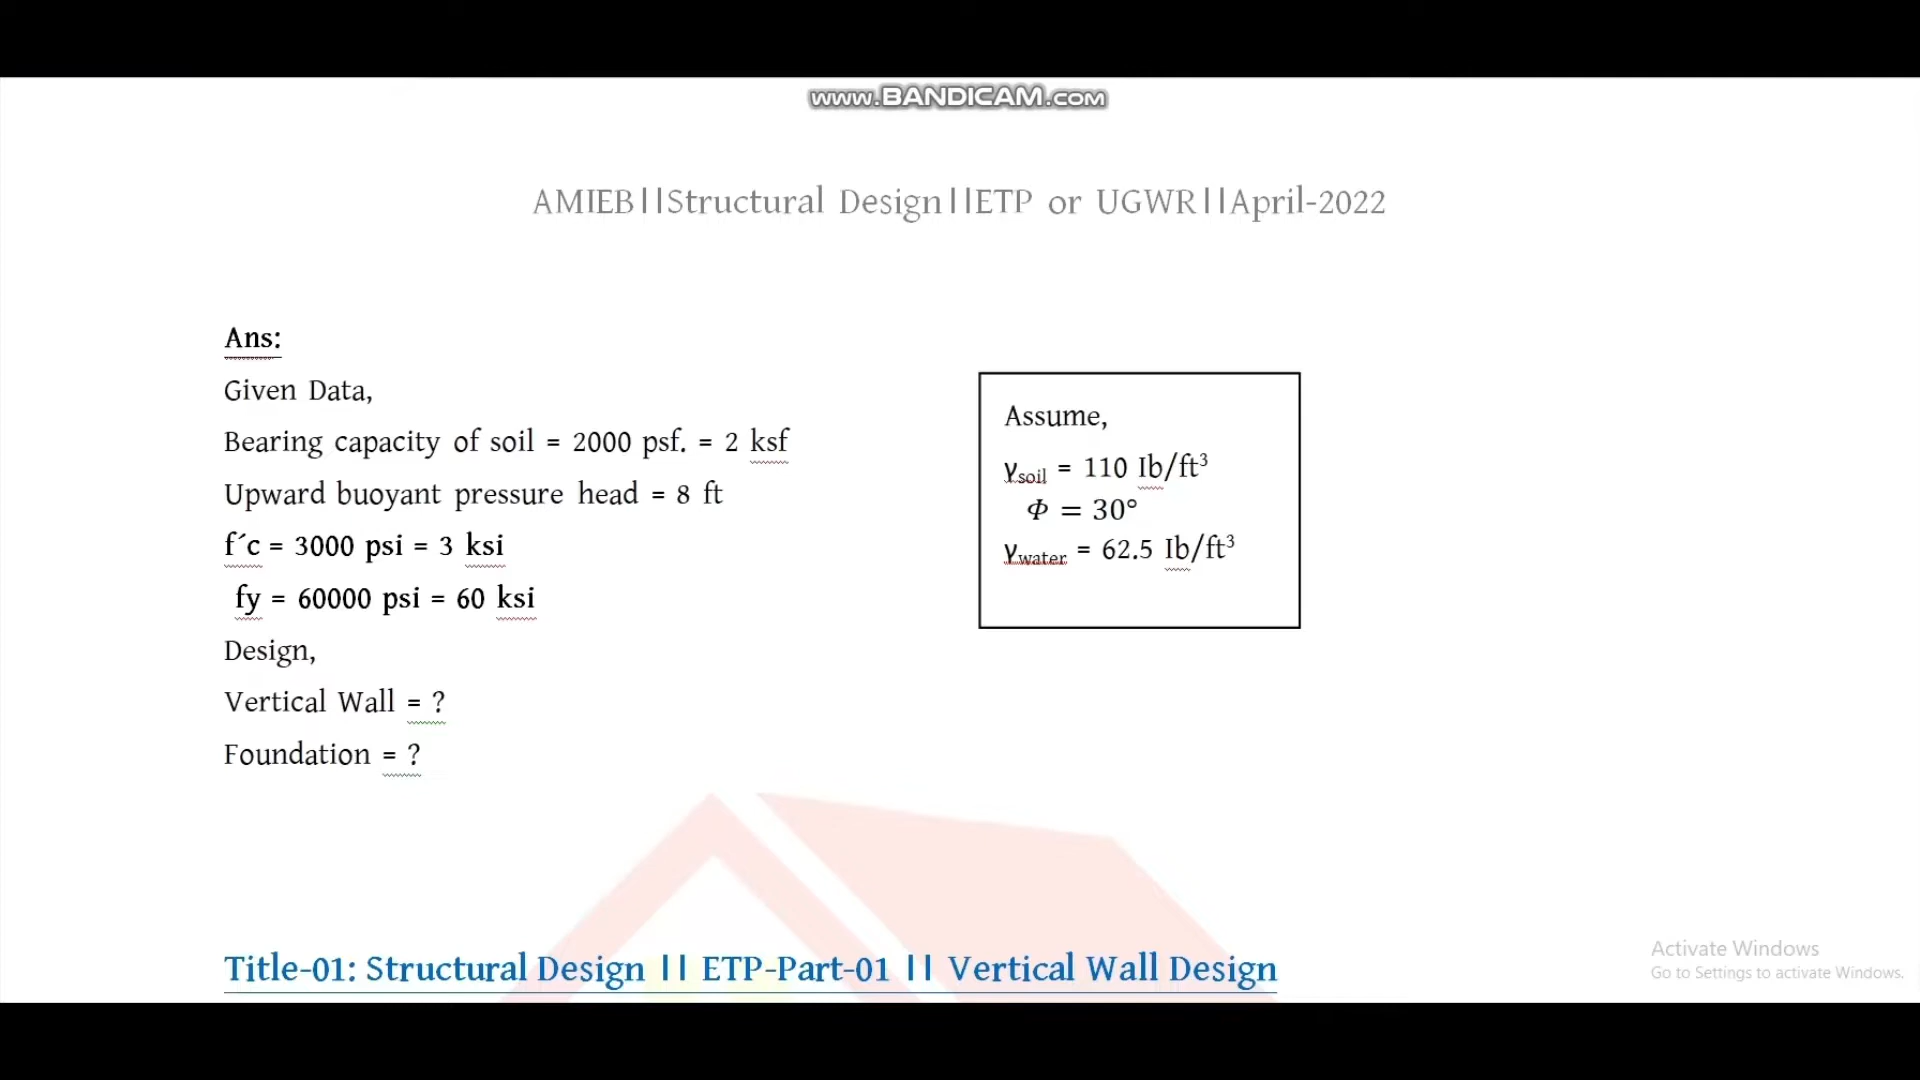 www.BANDICAM.com
AMIEB||Structural Design||ETP or UGWR||April-2022
Ans:
Given Data,
Bearing capacity of soil = 2000 psf. = 2 ksf
Upward buoyant pressure head = 8 ft
f´c = 3000 psi = 3 ksi
fy = 60000 psi = 60 ksi
Design,
Vertical Wall = ?
Foundation = ?
Assume,
γsoil = 110 Ib/ft³
Φ = 30°
γwater = 62.5 Ib/ft³
Title-01: Structural Design || ETP-Part-01 || Vertical Wall Design
Activate Windows
Go to Settings to activate Windows.